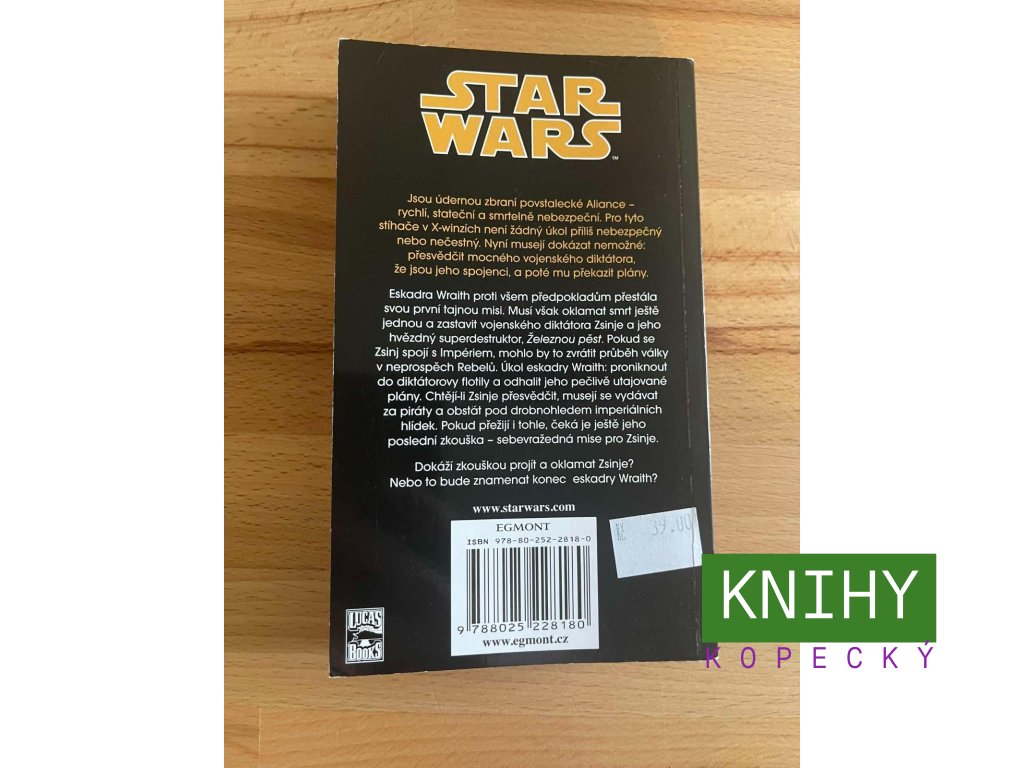 STAR
WARS
TM
Jsou údernou zbraní povstalecké Aliance –
rychlí, stateční a smrtelně nebezpeční. Pro tyto
stíhače v X-winzích není žádný úkol příliš nebezpečný
nebo nečestný. Nyní musejí dokázat nemožné:
přesvědčit mocného vojenského diktátora,
že jsou jeho spojenci, a poté mu překazit plány.
Eskadra Wraith proti všem předpokladům přestála
svou první tajnou misi. Musí však oklamat smrt ještě
jednou a zastavit vojenského diktátora Zsinje a jeho
hvězdný superdestruktor, Železnou pěst. Pokud se
Zsinj spojí s Impériem, mohlo by to zvrátit průběh války
v neprospěch Rebelů. Úkol eskadry Wraith: proniknout
do diktátorovy flotily a odhalit jeho pečlivě utajované
plány. Chtějí-li Zsinje přesvědčit, musejí se vydávat
za piráty a obstát pod drobnohledem imperiálních
hlídek. Pokud přežijí i tohle, čeká je ještě jeho
poslední zkouška – sebevražedná mise pro Zsinje.
Dokáží zkouškou projít a oklamat Zsinje?
Nebo to bude znamenat konec eskadry Wraith?
www.starwars.com
EGMONT
ISBN 978-80-252-2818-0
9 788025 228180
www.egmont.cz
KČ 39.00
LUCAS
BOOKS
KNIHY
KOPECKÝ